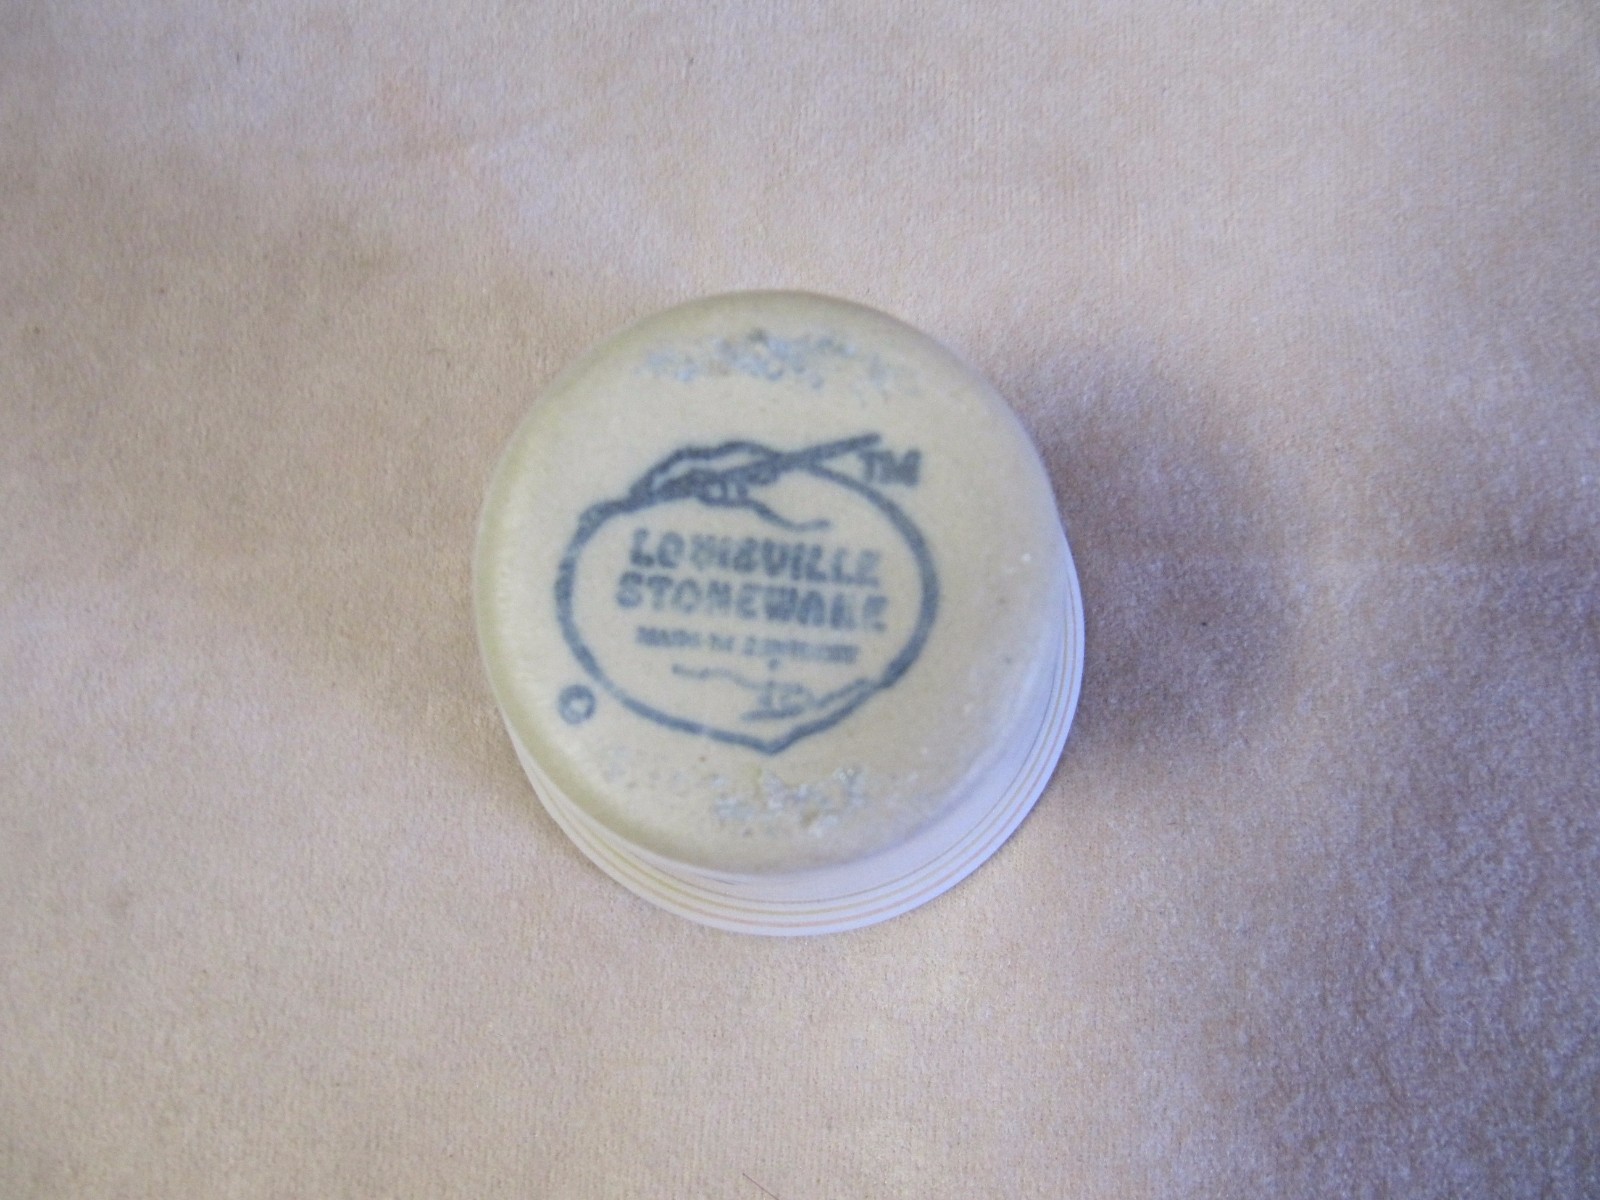 TM
LOUISVILLE
STONEWARE
MADE IN KENTUCKY
©